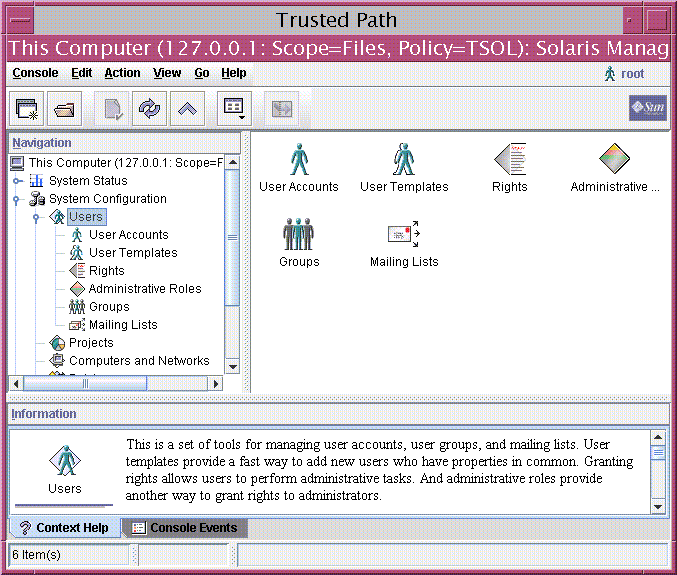 Trusted Path
This Computer (127.0.0.1: Scope=Files, Policy=TSOL): Solaris Manag
Console Edit Action View Go Help root
Sun
Navigation
This Computer (127.0.0.1: Scope=F
System Status
System Configuration
Users
User Accounts
User Templates
Rights
Administrative Roles
Groups
Mailing Lists
Projects
Computers and Networks
User Accounts User Templates Rights Administrative ...
Groups Mailing Lists
Information
Users
This is a set of tools for managing user accounts, user groups, and mailing lists. User
templates provide a fast way to add new users who have properties in common. Granting
rights allows users to perform administrative tasks. And administrative roles provide
another way to grant rights to administrators.
Context Help Console Events
6 Item(s)